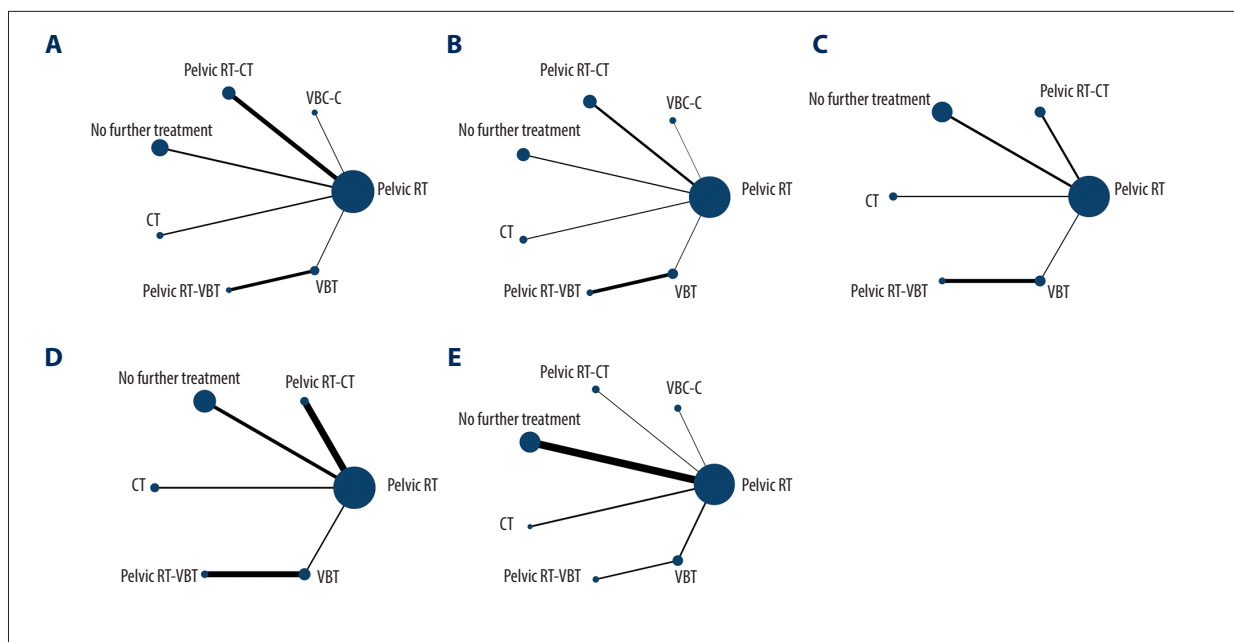 A
Pelvic RT-CT
VBC-C
No further treatment
Pelvic RT
CT
Pelvic RT-VBT
VBT
B
Pelvic RT-CT
VBC-C
No further treatment
Pelvic RT
CT
Pelvic RT-VBT
VBT
C
Pelvic RT-CT
No further treatment
Pelvic RT
CT
Pelvic RT-VBT
VBT
D
No further treatment
Pelvic RT-CT
Pelvic RT
CT
Pelvic RT-VBT
VBT
E
Pelvic RT-CT
VBC-C
No further treatment
Pelvic RT
CT
Pelvic RT-VBT
VBT